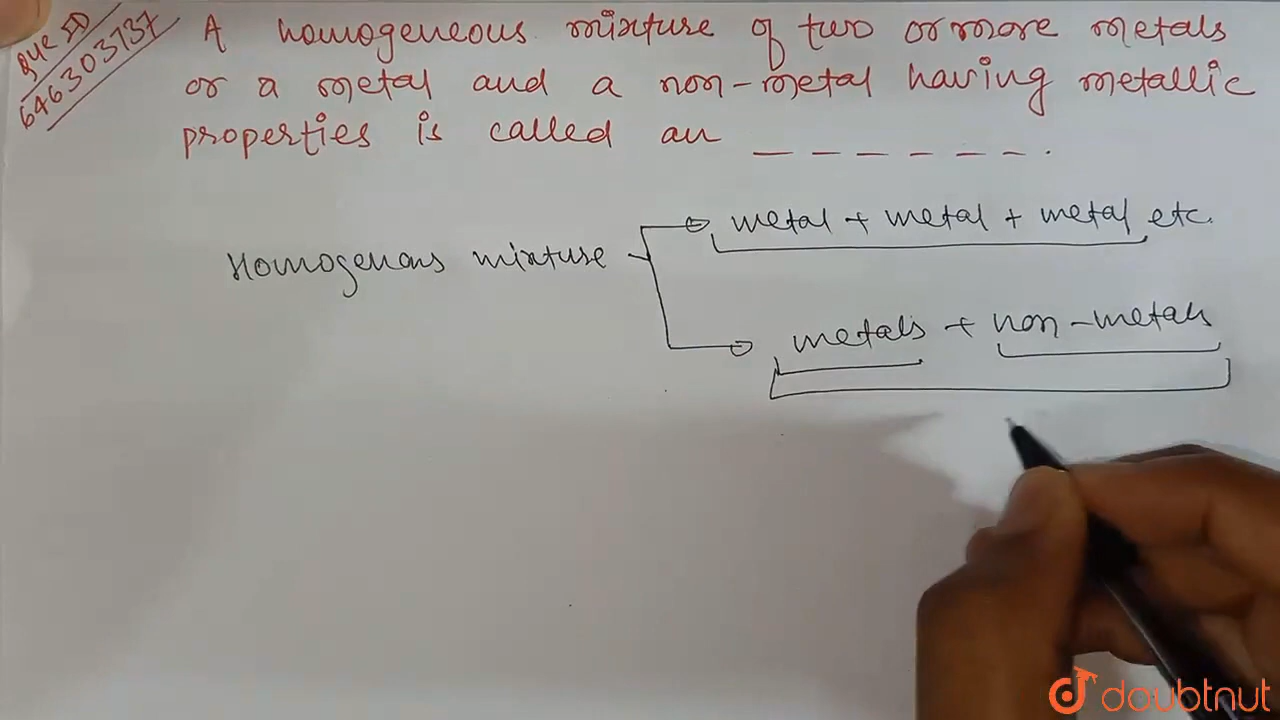 Que ID
646303737
A homogeneous mixture of two or more metals
or a metal and a non-metal having metallic
properties is called an _ _ _ _ _ _.
metal + metal + metal etc.
Homogenous mixture
metals + non-metals
doubtnut